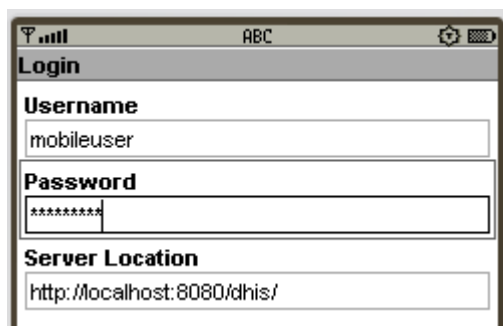 ABC
Login
Username
mobileuser
Password
*********
Server Location
http://localhost:8080/dhis/